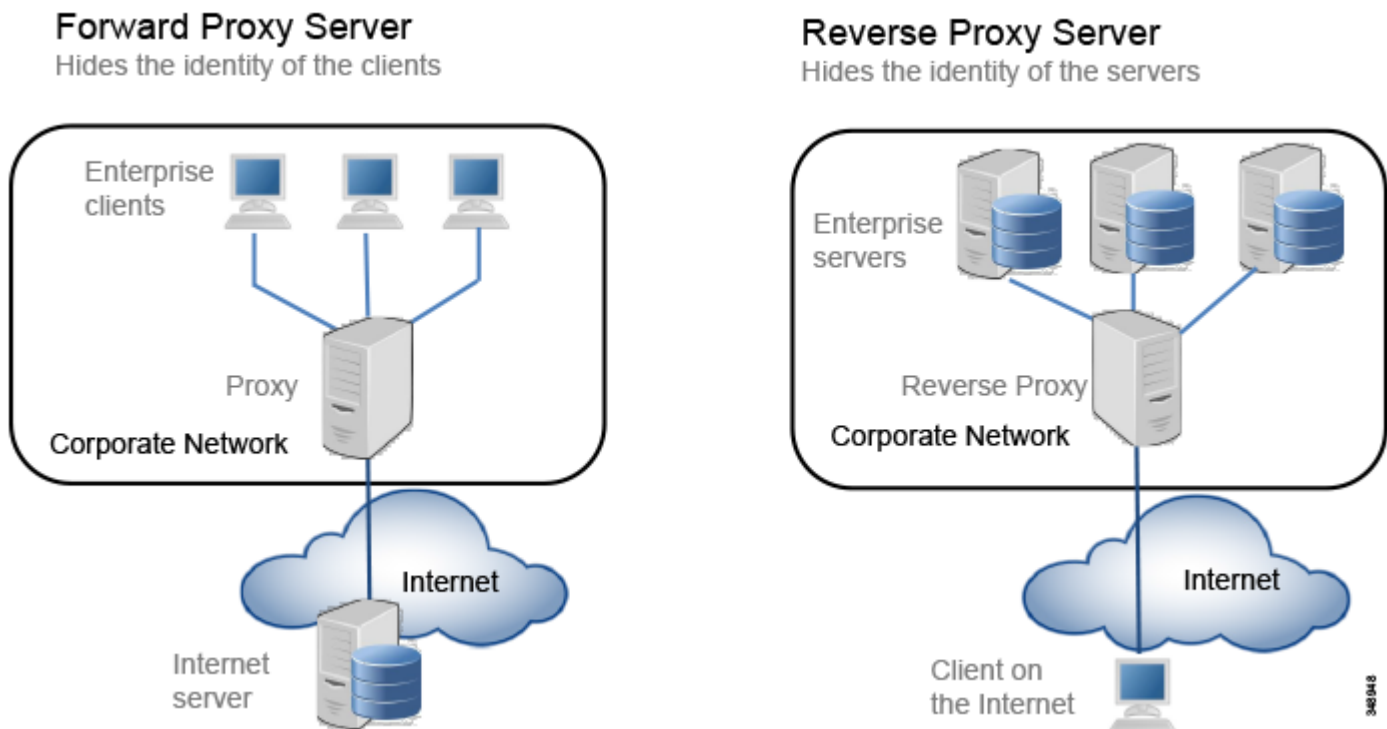 Forward Proxy Server
Hides the identity of the clients
Enterprise
clients
Proxy
Corporate Network
Internet
Internet
server
Reverse Proxy Server
Hides the identity of the servers
Enterprise
servers
Reverse Proxy
Corporate Network
Internet
Client on
the Internet
348948